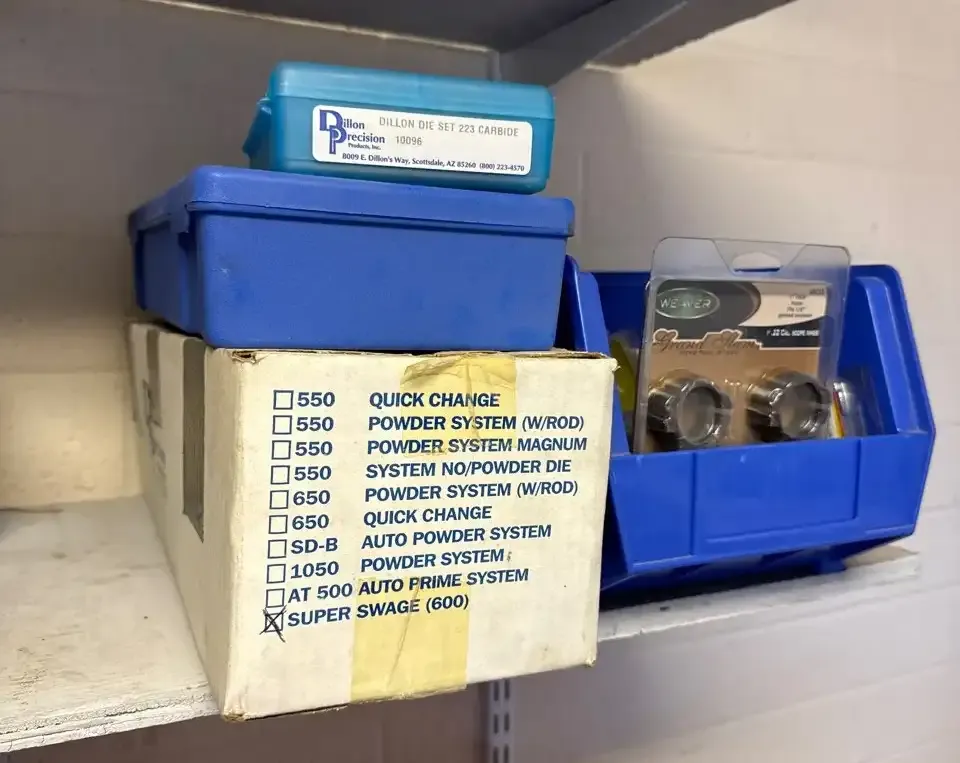 Dillon Precision Products, Inc.
DILLON DIE SET 223 CARBIDE
10096
8009 E. Dillon's Way, Scottsdale, AZ 85260 (800) 223-4570
550 QUICK CHANGE
550 POWDER SYSTEM (W/ROD)
550 POWDER SYSTEM MAGNUM
550 SYSTEM NO/POWDER DIE
650 POWDER SYSTEM (W/ROD)
650 QUICK CHANGE
SD-B AUTO POWDER SYSTEM
1050 POWDER SYSTEM
AT 500 AUTO PRIME SYSTEM
SUPER SWAGE (600)
WEAVER
Grand Slam